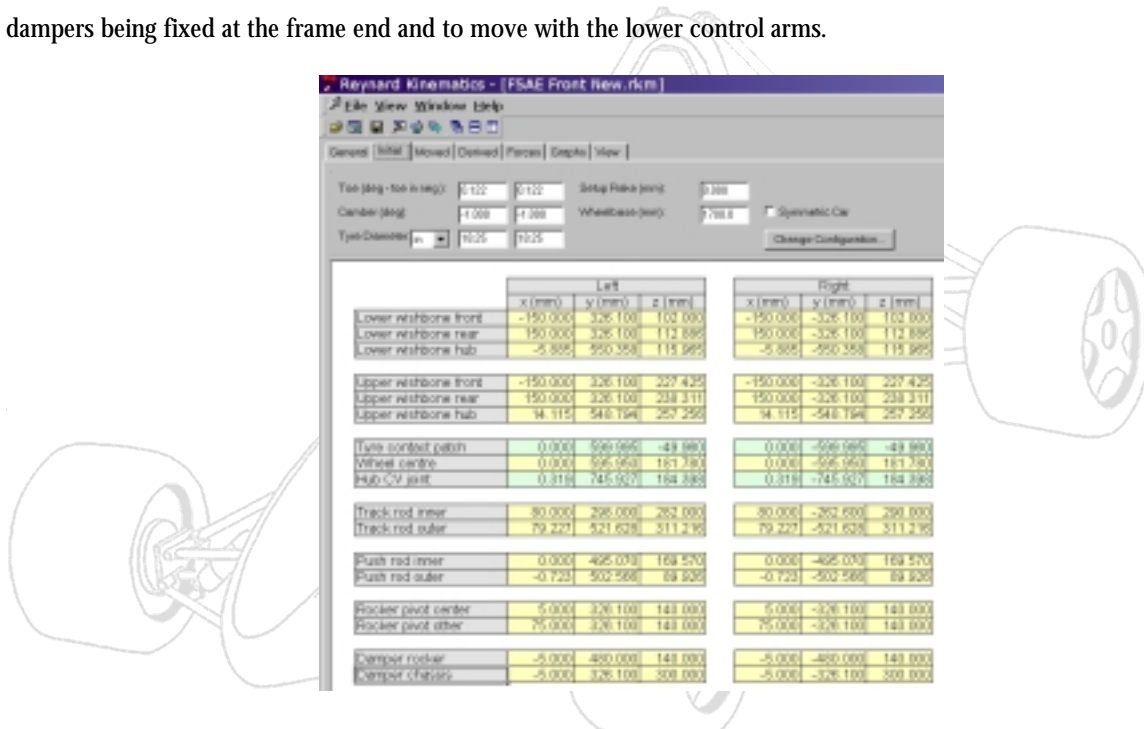 dampers being fixed at the frame end and to move with the lower control arms.
Reynard Kinematics - [FSAE Front New.rkm]
File View Window Help
General Initial Moved Derived Forces Graphs View
Toe (deg - toe in neg): 0.122 0.122 Setup Rake (mm): 0.000
Camber (deg): -1.000 -1.000 Wheelbase (mm): 1700.0 Symmetric Car
Tyre Diameter in 18.25 18.25 Change Configuration...
Left Right
x (mm) y (mm) z (mm) x (mm) y (mm) z (mm)
Lower wishbone front -150.000 326.100 102.000 -150.000 -326.100 102.000
Lower wishbone rear 150.000 326.100 112.886 150.000 -326.100 112.886
Lower wishbone hub -5.885 550.358 115.985 -5.885 -550.358 115.985
Upper wishbone front -150.000 326.100 227.425 -150.000 -326.100 227.425
Upper wishbone rear 150.000 326.100 238.311 150.000 -326.100 238.311
Upper wishbone hub 14.115 548.794 257.256 14.115 -548.794 257.256
Tyre contact patch 0.000 599.995 -49.980 0.000 -599.995 -49.980
Wheel centre 0.000 595.950 181.780 0.000 -595.950 181.780
Hub CV joint 0.319 745.927 184.398 0.319 -745.927 184.398
Track rod inner 80.000 298.000 282.000 80.000 -262.600 290.000
Track rod outer 79.227 521.628 311.216 79.227 -521.628 311.216
Push rod inner 0.000 495.070 169.570 0.000 -495.070 169.570
Push rod outer -0.723 502.566 89.926 -0.723 -502.566 89.926
Rocker pivot center 5.000 326.100 140.000 5.000 -326.100 140.000
Rocker pivot other 75.000 326.100 140.000 75.000 -326.100 140.000
Damper rocker -5.000 480.000 140.000 -5.000 -480.000 140.000
Damper chassis -5.000 326.100 300.000 -5.000 -326.100 300.000